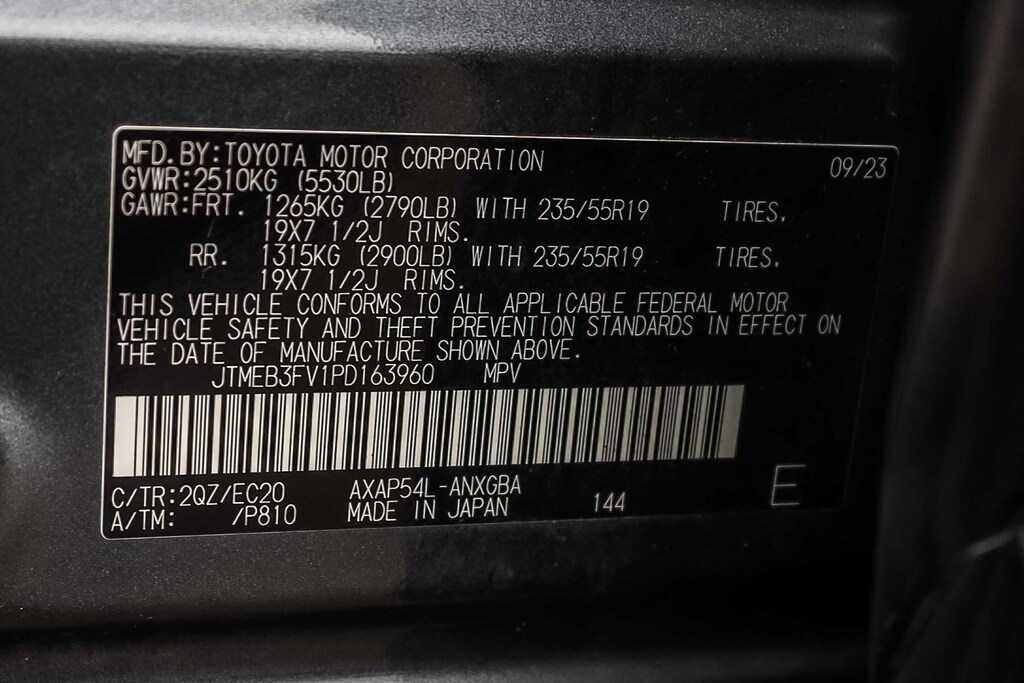 MFD. BY:TOYOTA MOTOR CORPORATION 09/23
GVWR:2510KG (5530LB)
GAWR:FRT. 1265KG (2790LB) WITH 235/55R19 TIRES.
19X7 1/2J RIMS.
RR. 1315KG (2900LB) WITH 235/55R19 TIRES.
19X7 1/2J RIMS.
THIS VEHICLE CONFORMS TO ALL APPLICABLE FEDERAL MOTOR
VEHICLE SAFETY AND THEFT PREVENTION STANDARDS IN EFFECT ON
THE DATE OF MANUFACTURE SHOWN ABOVE.
JTMEB3FV1PD163960 MPV
C/TR:2QZ/EC20 AXAP54L-ANXGBA 144 E
A/TM: /P810 MADE IN JAPAN